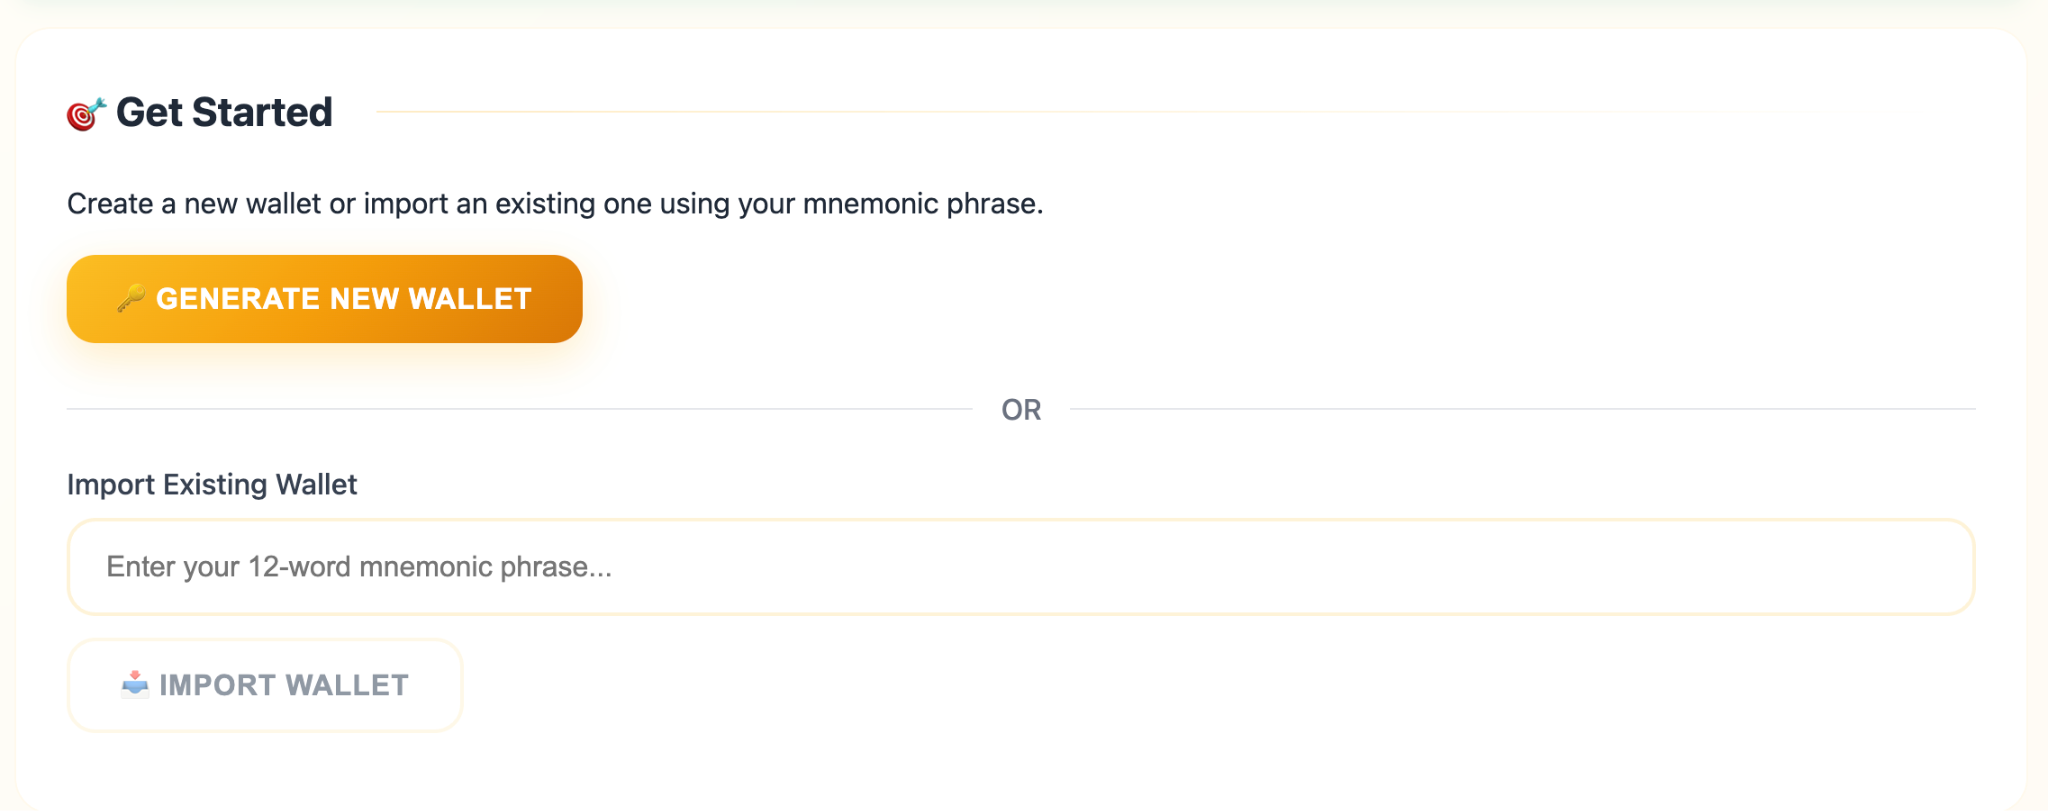 🎯 Get Started
Create a new wallet or import an existing one using your mnemonic phrase.
🔑 GENERATE NEW WALLET
OR
Import Existing Wallet
Enter your 12-word mnemonic phrase...
📥 IMPORT WALLET